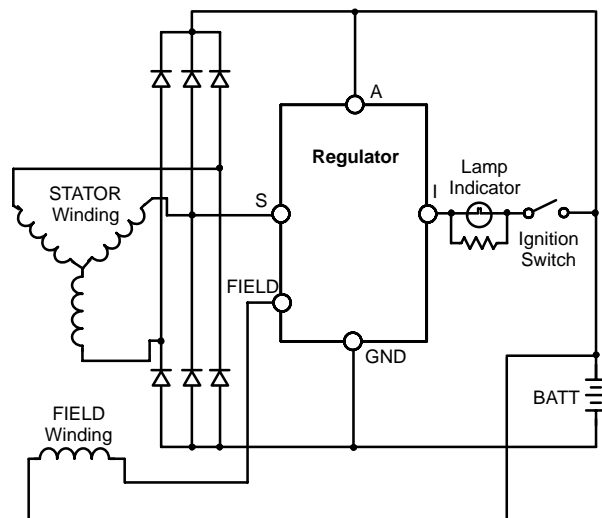 A
Regulator
Lamp
Indicator
STATOR
Winding
S
I
Ignition
Switch
FIELD
GND
BATT
FIELD
Winding